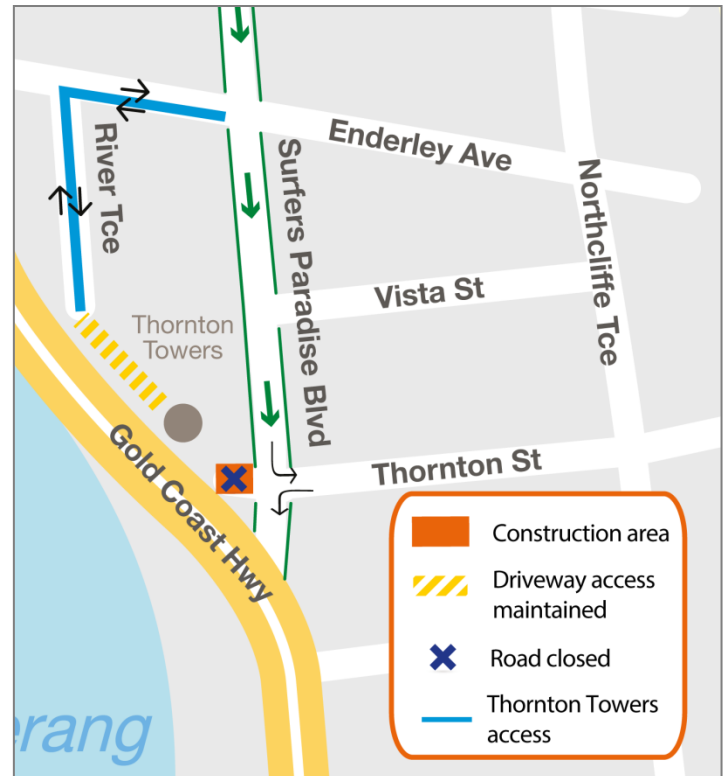 Enderley Ave
River Tce
Surfers Paradise Blvd
Northcliffe Tce
Vista St
Thornton
Towers
Gold Coast Hwy
Thornton St
Construction area
Driveway access
maintained
Road closed
Thornton Towers
access
erang